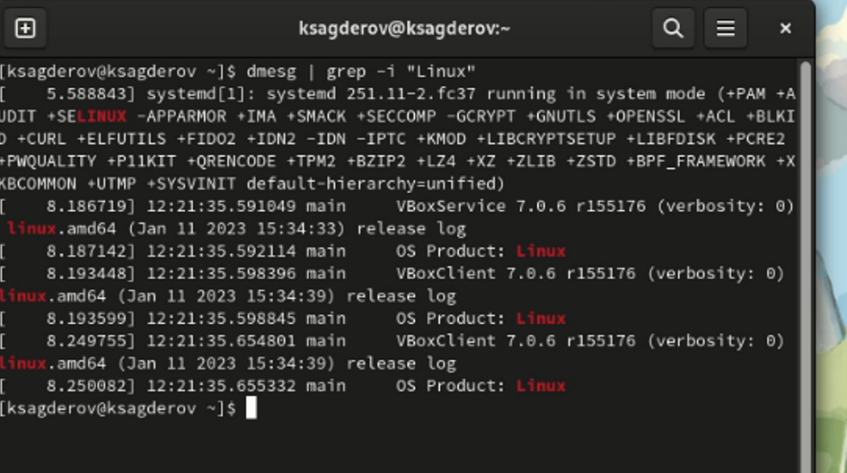 ksagderov@ksagderov:~
[ksagderov@ksagderov ~]$ dmesg | grep -i "Linux"
[    5.588843] systemd[1]: systemd 251.11-2.fc37 running in system mode (+PAM +A
UDIT +SELINUX -APPARMOR +IMA +SMACK +SECCOMP -GCRYPT +GNUTLS +OPENSSL +ACL +BLKI
D +CURL +ELFUTILS +FIDO2 +IDN2 -IDN -IPTC +KMOD +LIBCRYPTSETUP +LIBFDISK +PCRE2
+PWQUALITY +P11KIT +QRENCODE +TPM2 +BZIP2 +LZ4 +XZ +ZLIB +ZSTD +BPF_FRAMEWORK +X
KBCOMMON +UTMP +SYSVINIT default-hierarchy=unified)
[    8.186719] 12:21:35.591049 main     VBoxService 7.0.6 r155176 (verbosity: 0)
linux.amd64 (Jan 11 2023 15:34:33) release log
[    8.187142] 12:21:35.592114 main     OS Product: Linux
[    8.193448] 12:21:35.598396 main     VBoxClient 7.0.6 r155176 (verbosity: 0)
linux.amd64 (Jan 11 2023 15:34:39) release log
[    8.193599] 12:21:35.598845 main     OS Product: Linux
[    8.249755] 12:21:35.654801 main     VBoxClient 7.0.6 r155176 (verbosity: 0)
linux.amd64 (Jan 11 2023 15:34:39) release log
[    8.250082] 12:21:35.655332 main     OS Product: Linux
[ksagderov@ksagderov ~]$